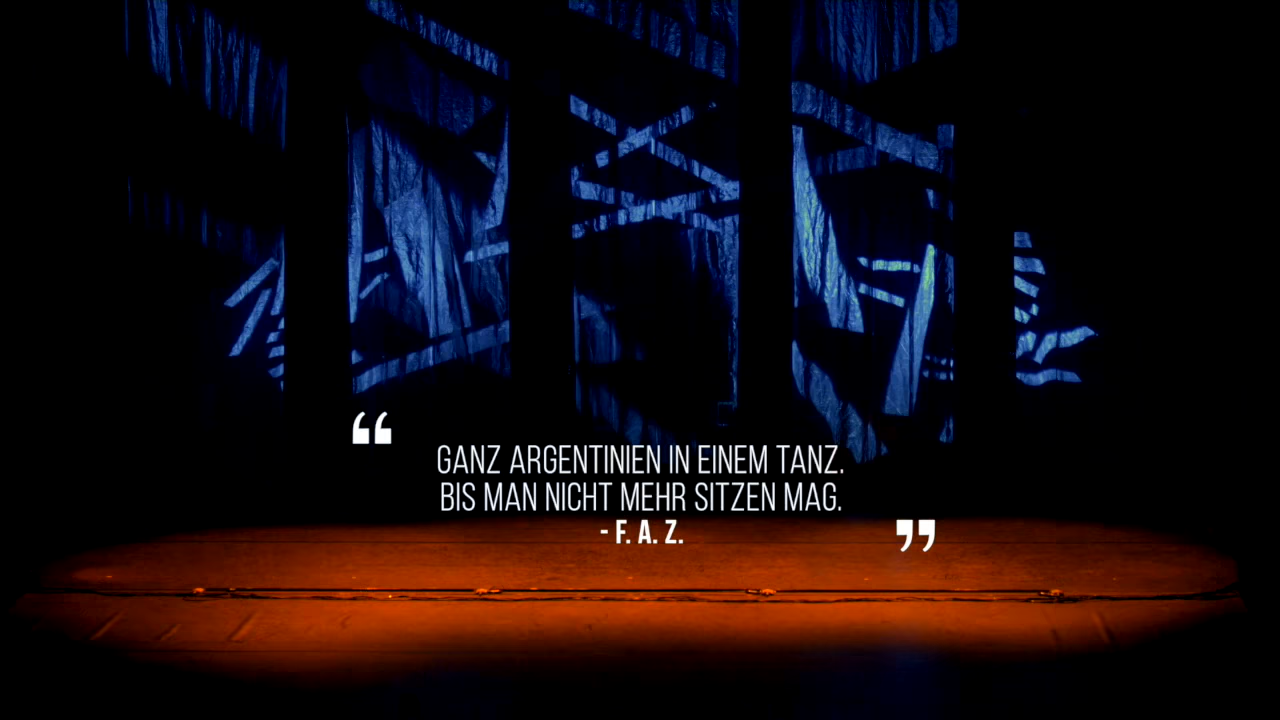 “
GANZ ARGENTINIEN IN EINEM TANZ.
BIS MAN NICHT MEHR SITZEN MAG.
- F. A. Z.
”